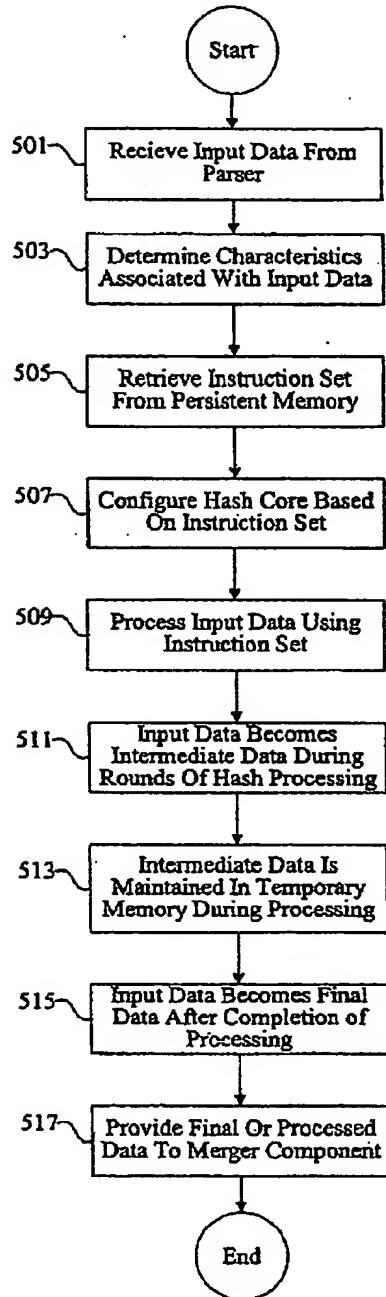 Start
501
Recieve Input Data From
Parser
503
Determine Characteristics
Associated With Input Data
505
Retrieve Instruction Set
From Persistent Memory
507
Configure Hash Core Based
On Instruction Set
509
Process Input Data Using
Instruction Set
511
Input Data Becomes
Intermediate Data During
Rounds Of Hash Processing
513
Intermediate Data Is
Maintained In Temporary
Memory During Processing
515
Input Data Becomes Final
Data After Completion of
Processing
517
Provide Final Or Processed
Data To Merger Component
End